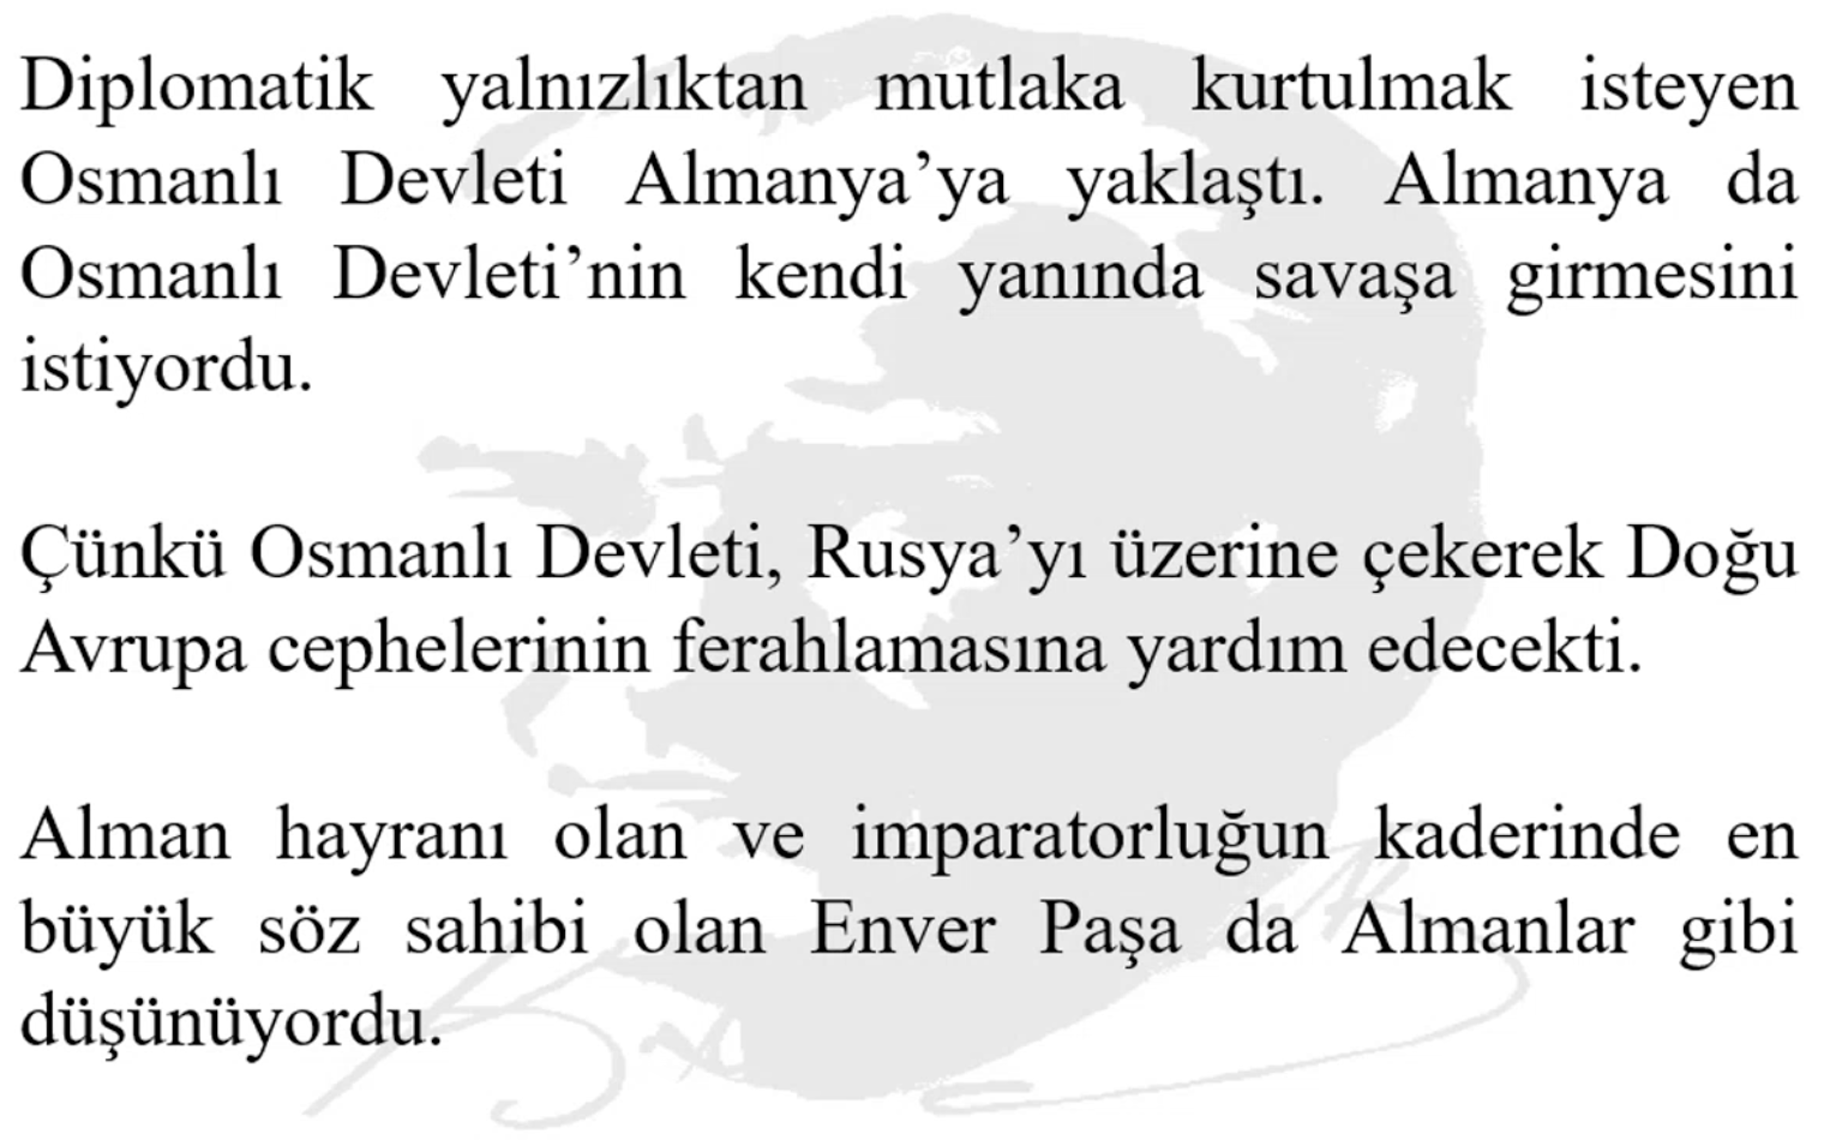 Diplomatik yalnızlıktan mutlaka kurtulmak isteyen
Osmanlı Devleti Almanya’ya yaklaştı. Almanya da
Osmanlı Devleti’nin kendi yanında savaşa girmesini
istiyordu.
Çünkü Osmanlı Devleti, Rusya’yı üzerine çekerek Doğu
Avrupa cephelerinin ferahlamasına yardım edecekti.
Alman hayranı olan ve imparatorluğun kaderinde en
büyük söz sahibi olan Enver Paşa da Almanlar gibi
düşünüyordu.